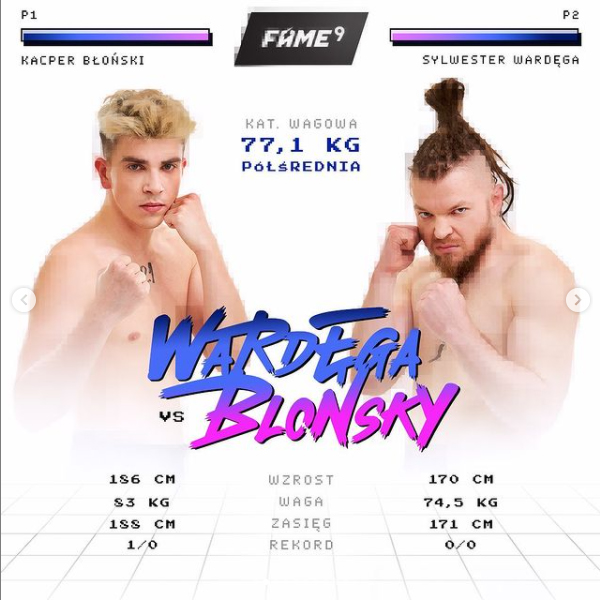 P1
P2
KACPER BŁOŃSKI
FAME 9
SYLWESTER WARDĘGA
KAT. WAGOWA
77,1 KG
PÓŁŚREDNIA
WARDĘGA
VS BLONSKY
186 CM WZROST 170 CM
83 KG WAGA 74,5 KG
188 CM ZASIĘG 171 CM
1/0 REKORD 0/0